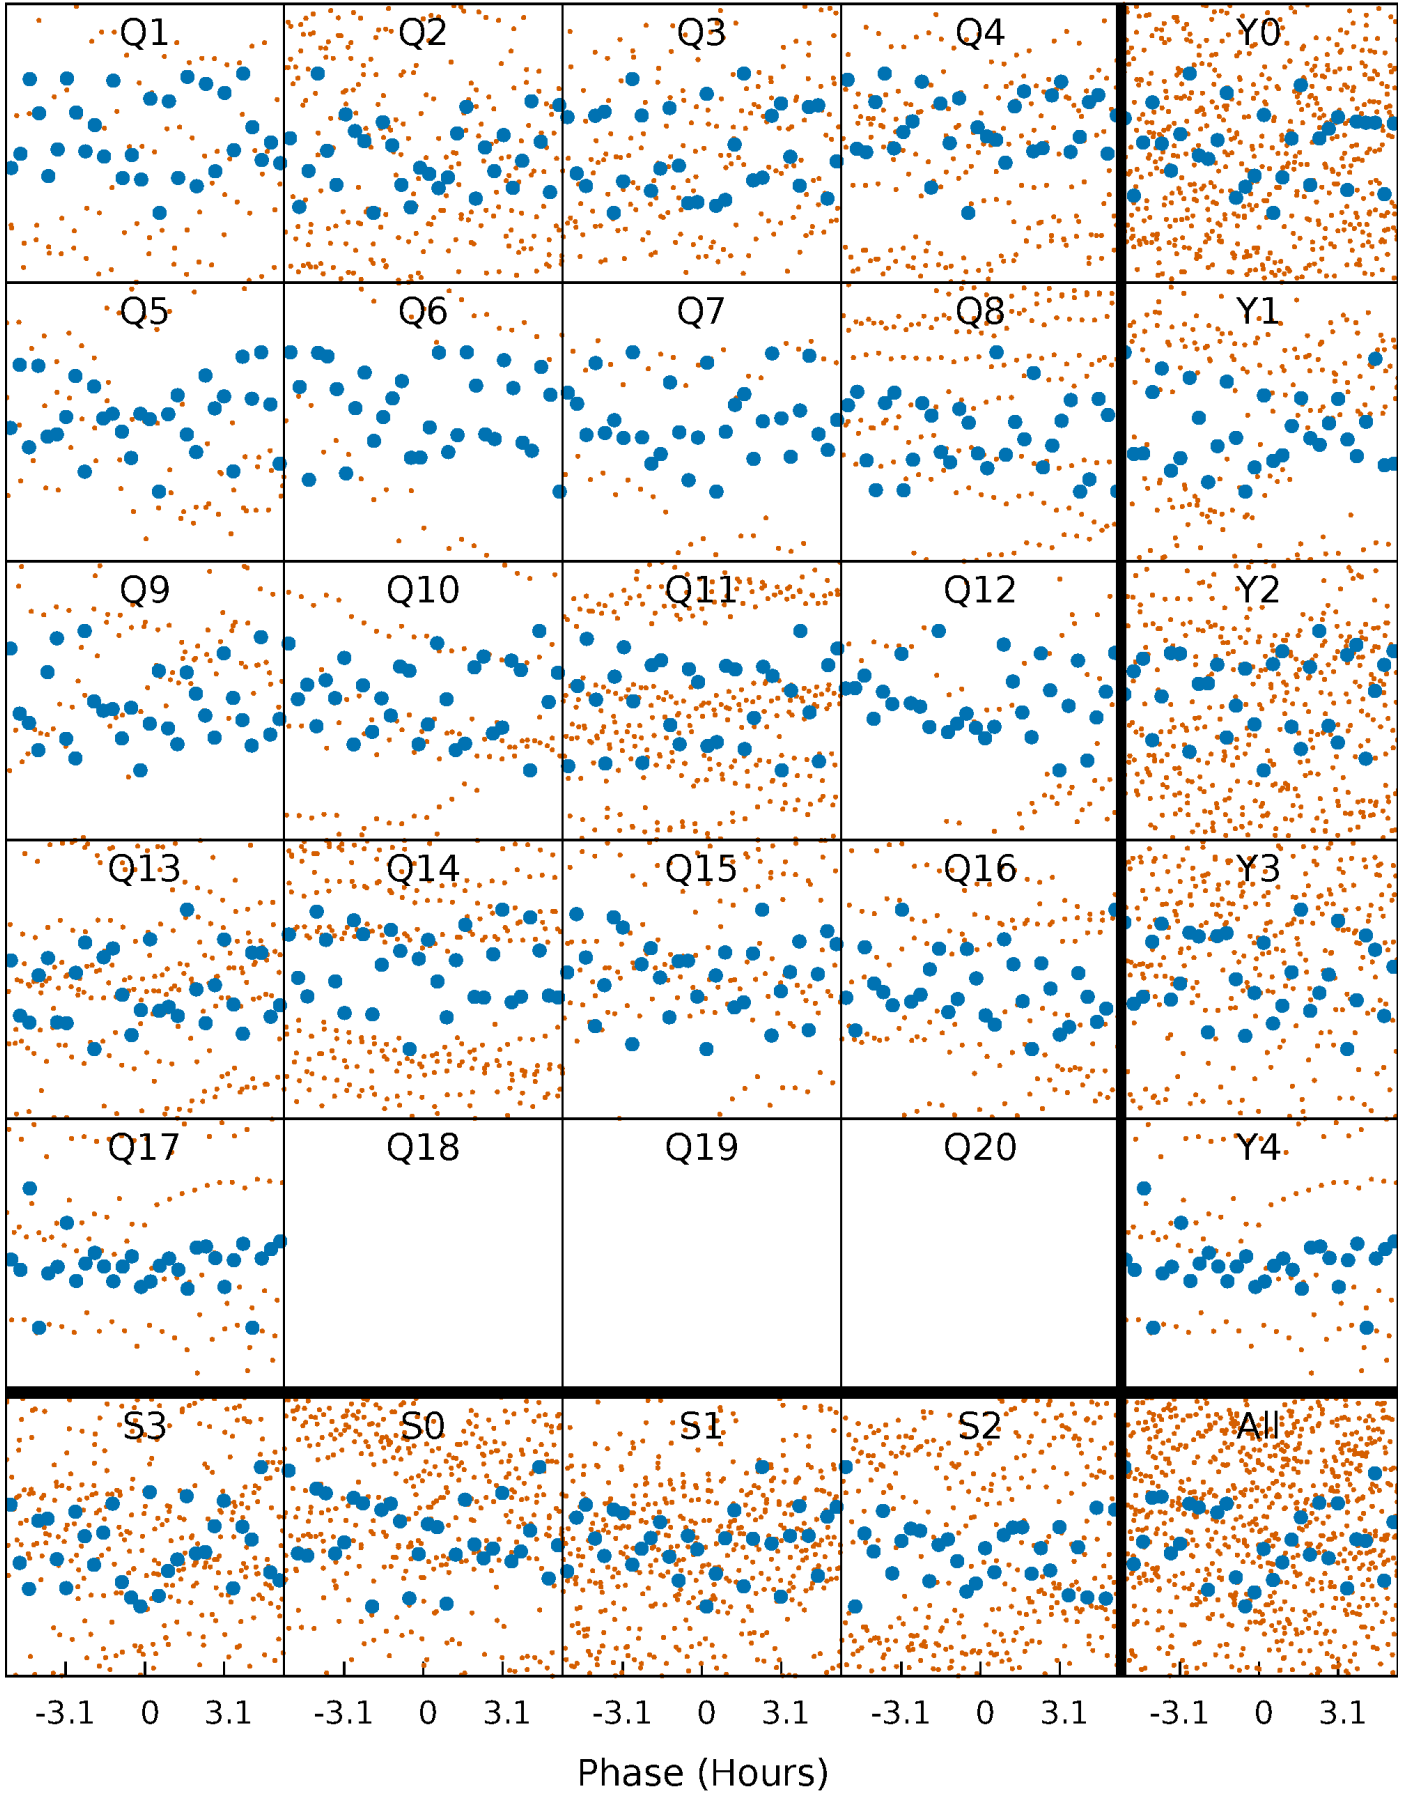 Q1 Q2 Q3 Q4 Y0
Q5 Q6 Q7 Q8 Y1
Q9 Q10 Q11 Q12 Y2
Q13 Q14 Q15 Q16 Y3
Q17 Q18 Q19 Q20 Y4
S3 S0 S1 S2 All
-3.1 0 3.1 -3.1 0 3.1 -3.1 0 3.1 -3.1 0 3.1 -3.1 0 3.1
Phase (Hours)